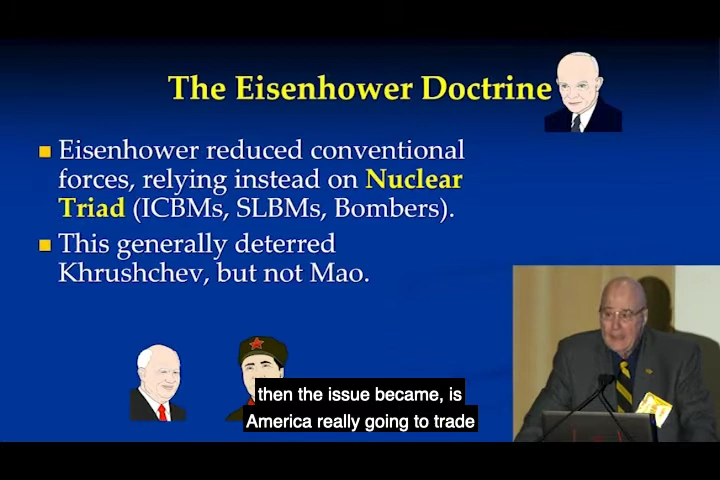 The Eisenhower Doctrine
Eisenhower reduced conventional
forces, relying instead on Nuclear
Triad (ICBMs, SLBMs, Bombers).
This generally deterred
Khrushchev, but not Mao.
then the issue became, is
America really going to trade